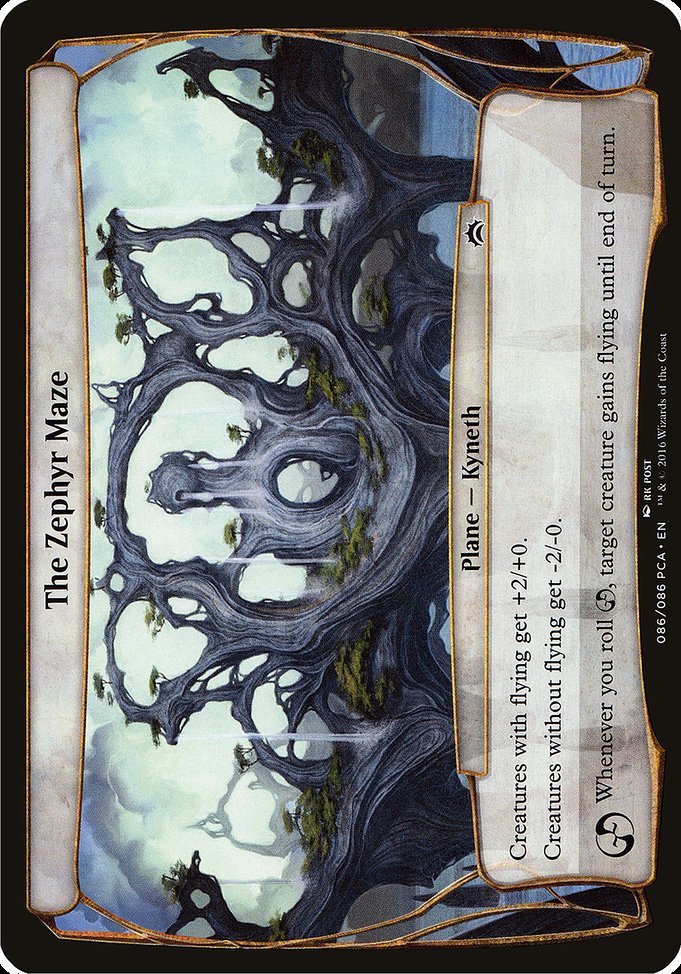 The Zephyr Maze
Plane — Kyneth
Creatures with flying get +2/+0.
Creatures without flying get -2/-0.
Whenever you roll , target creature gains flying until end of turn.
RK POST
086/086 PCA • EN ™ & © 2016 Wizards of the Coast